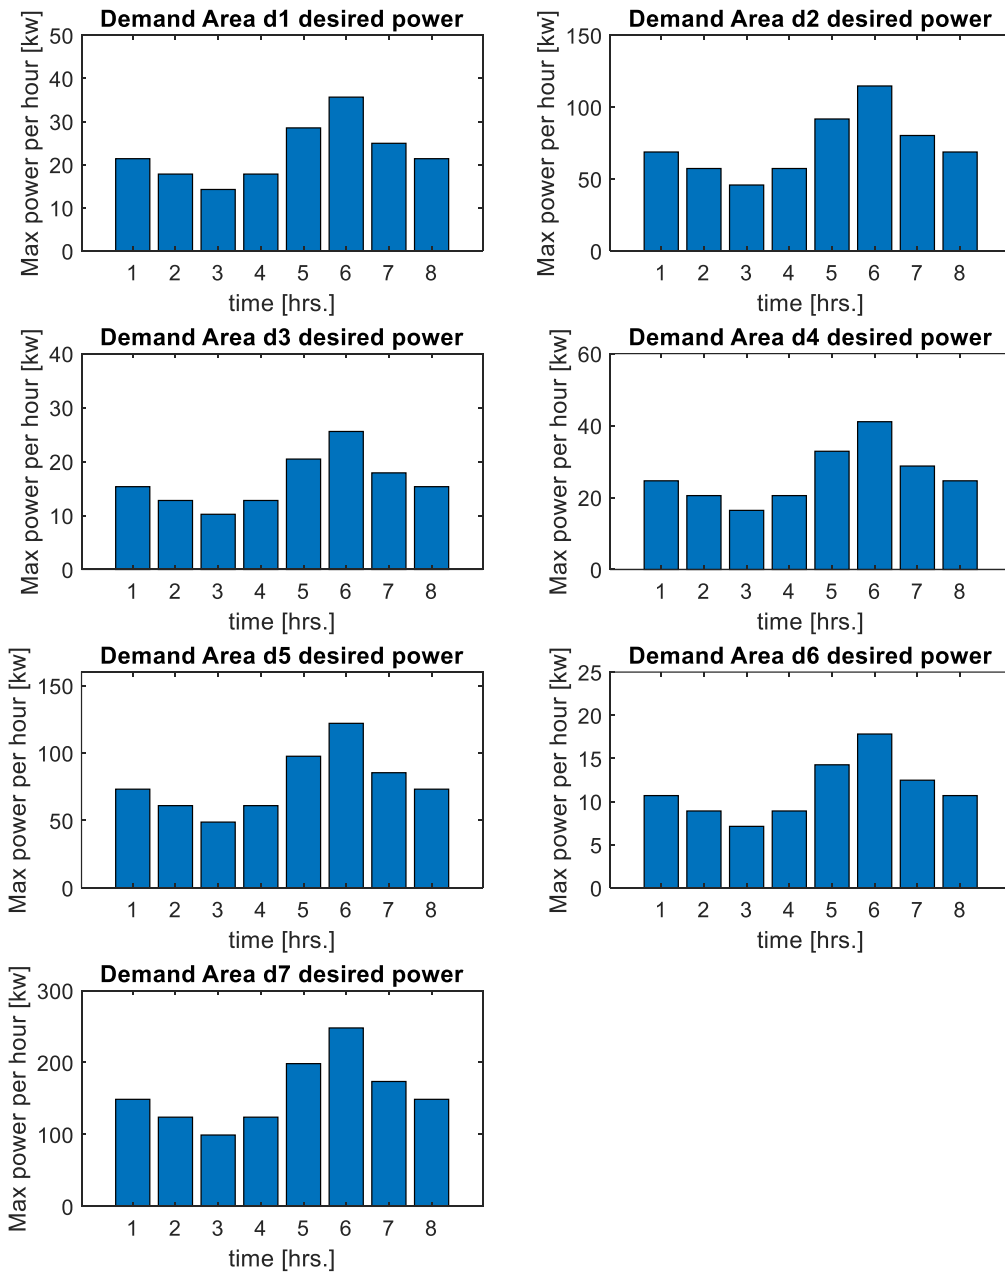 Demand Area d1 desired power
Max power per hour [kw]
50
40
30
20
10
0
1 2 3 4 5 6 7 8
time [hrs.]
Demand Area d2 desired power
Max power per hour [kw]
150
100
50
0
1 2 3 4 5 6 7 8
time [hrs.]
Demand Area d3 desired power
Max power per hour [kw]
40
30
20
10
0
1 2 3 4 5 6 7 8
time [hrs.]
Demand Area d4 desired power
Max power per hour [kw]
60
40
20
0
1 2 3 4 5 6 7 8
time [hrs.]
Demand Area d5 desired power
Max power per hour [kw]
150
100
50
0
1 2 3 4 5 6 7 8
time [hrs.]
Demand Area d6 desired power
Max power per hour [kw]
25
20
15
10
5
0
1 2 3 4 5 6 7 8
time [hrs.]
Demand Area d7 desired power
Max power per hour [kw]
300
200
100
0
1 2 3 4 5 6 7 8
time [hrs.]